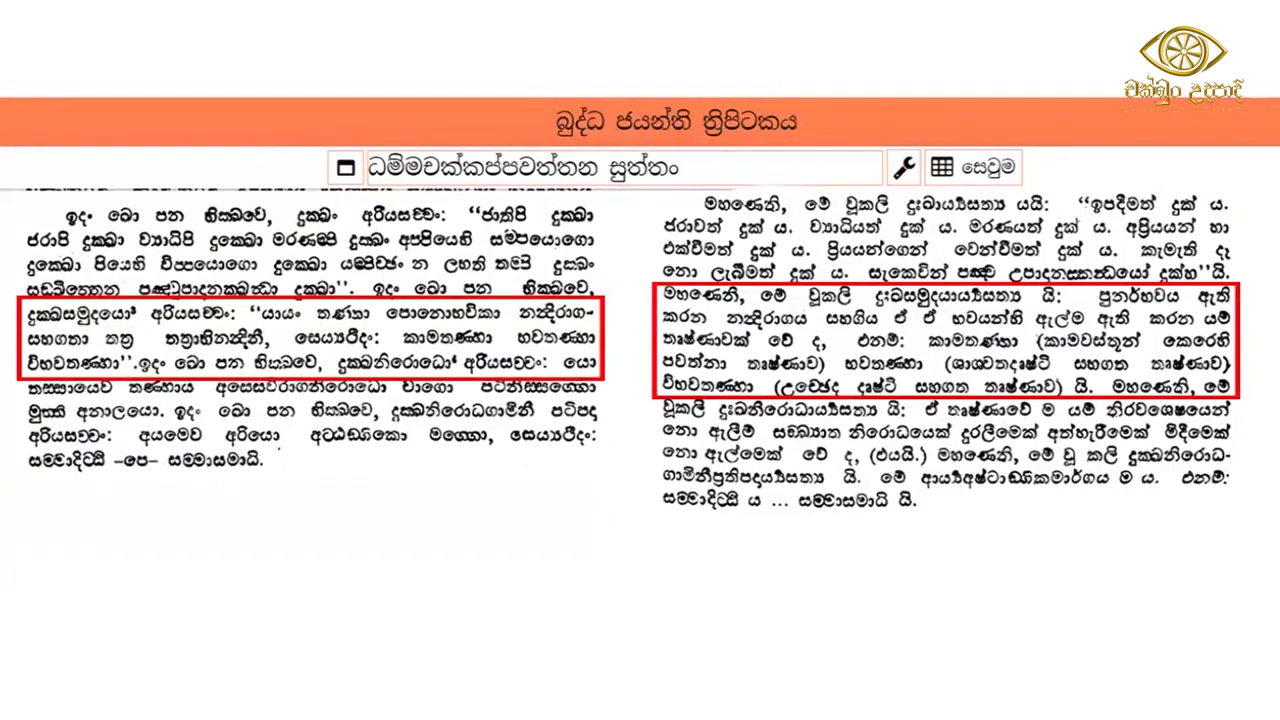 චක්ඛුං උදපාදි
බුද්ධ ජයන්ති ත්‍රිපිටකය
ධම්මචක්කප්පවත්තන සුත්තං
සෙවුම
ඉදං ඛො පන භික්ඛවෙ, දුක්ඛං අරියසච්චං: “ජාතිපි දුක්ඛා
ජරාපි දුක්ඛා ව්‍යාධිපි දුක්ඛො මරණම්පි දුක්ඛං අප්පියෙහි සම්පයොගො
දුක්ඛො පියෙහි විප්පයොගො දුක්ඛො යම්පිච්ඡං න ලභති තම්පි දුක්ඛං
සඞ්ඛිත්තෙන පඤ්චුපාදානක්ඛන්ධා දුක්ඛා”. ඉදං ඛො පන භික්ඛවෙ,
දුක්ඛසමුදයො³ අරියසච්චං: “යායං තණ්හා පොනොභවිකා නන්දිරාග-
සහගතා තත්‍ර තත්‍රාභිනන්දිනී, සෙය්‍යථිදං: කාමතණ්හා භවතණ්හා
විභවතණ්හා”.ඉදං ඛො පන භික්ඛවෙ, දුක්ඛනිරොධො⁴ අරියසච්චං: යො
තස්සායෙව තණ්හාය අසෙසවිරාගනිරොධො චාගො පටිනිස්සග්ගො
මුත්ති අනාලයො. ඉදං ඛො පන භික්ඛවෙ, දුක්ඛනිරොධගාමිනී පටිපදා
අරියසච්චං: අයමෙව අරියො අට්ඨඞ්ගිකො මග්ගො, සෙය්‍යථිදං:
සම්මාදිට්ඨි –පෙ– සම්මාසමාධි.
මහණෙනි, මේ වූකලි දුඃඛාර්‍ය්‍යසත්‍ය යයි: “ඉපදීමත් දුක් ය.
ජරාවත් දුක් ය. ව්‍යාධියත් දුක් ය. මරණයත් දුක් ය. අප්‍රියයන් හා
එක්වීමත් දුක් ය. ප්‍රියයන්ගෙන් වෙන්වීමත් දුක් ය. කැමැති දෑ
නො ලැබීමත් දුක් ය. සැකෙවින් පඤ්ච උපාදානස්කන්ධයෝ දුක්හ”යි.
මහණෙනි, මේ වූකලි දුඃඛසමුදයාර්‍ය්‍යසත්‍ය යි: පුනර්භවය ඇති
කරන නන්දිරාගය සහගිය ඒ ඒ භවයන්හි ඇල්ම ඇති කරන යම්
තෘෂ්ණාවක් වේ ද, එනම්: කාමතණ්හා (කාමවස්තූන් කෙරෙහි
පවත්නා තෘෂ්ණාව) භවතණ්හා (ශාශ්වතදෘෂ්ටි සහගත තෘෂ්ණාව)
විභවතණ්හා (උච්ඡේද දෘෂ්ටි සහගත තෘෂ්ණාව) යි. මහණෙනි, මේ
වූකලි දුඃඛනිරොධාර්‍ය්‍යසත්‍ය යි: ඒ තෘෂ්ණාවේ ම යම් නිරවශෙෂයෙන්
නො ඇලීම් සඞ්ඛ්‍යාත නිරොධයෙක් දුරලීමෙක් අත්හැරීමෙක් මිදීමෙක්
නො ඇල්මෙක් වේ ද, (එයයි.) මහණෙනි, මේ වූ කලි දුක්ඛනිරොධ-
ගාමිනීප්‍රතිපදාර්‍ය්‍යසත්‍ය යි. මේ ආර්‍ය්‍යඅෂ්ටාඞ්ගිකමාර්ගය ම ය. එනම්:
සම්මාදිට්ඨි ය ... සම්මාසමාධි යි.